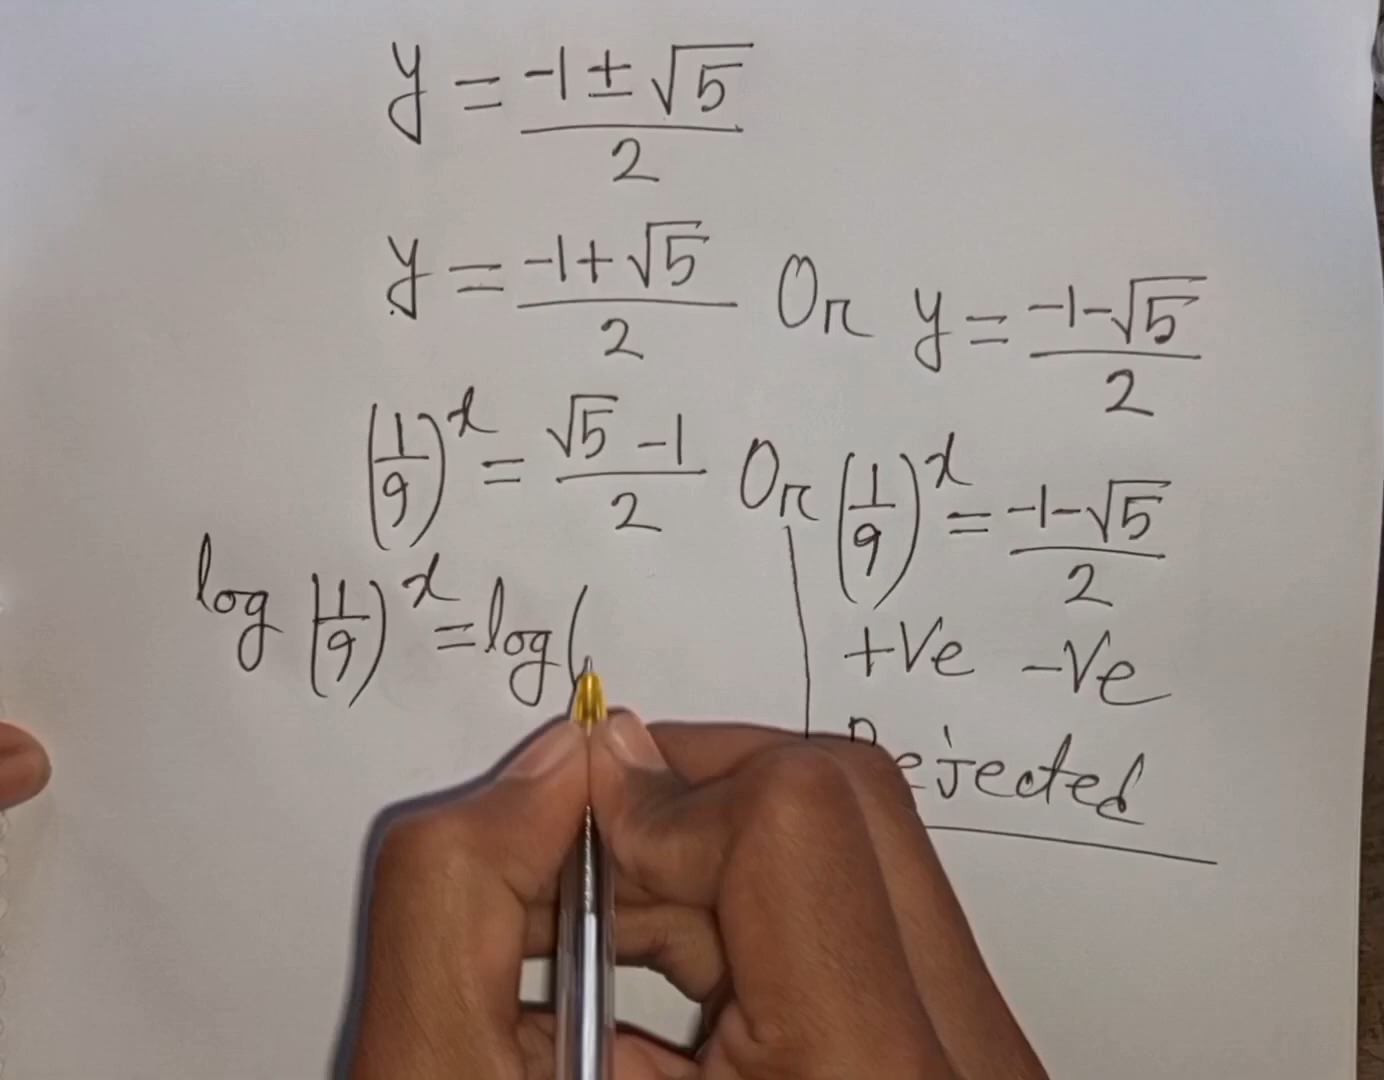 y = (-1 ± √5)/2
y = (-1 + √5)/2 Or y = (-1 - √5)/2
(1/9)^x = (√5 - 1)/2 Or (1/9)^x = (-1 - √5)/2
log (1/9)^x = log (
+Ve -Ve
Rejected